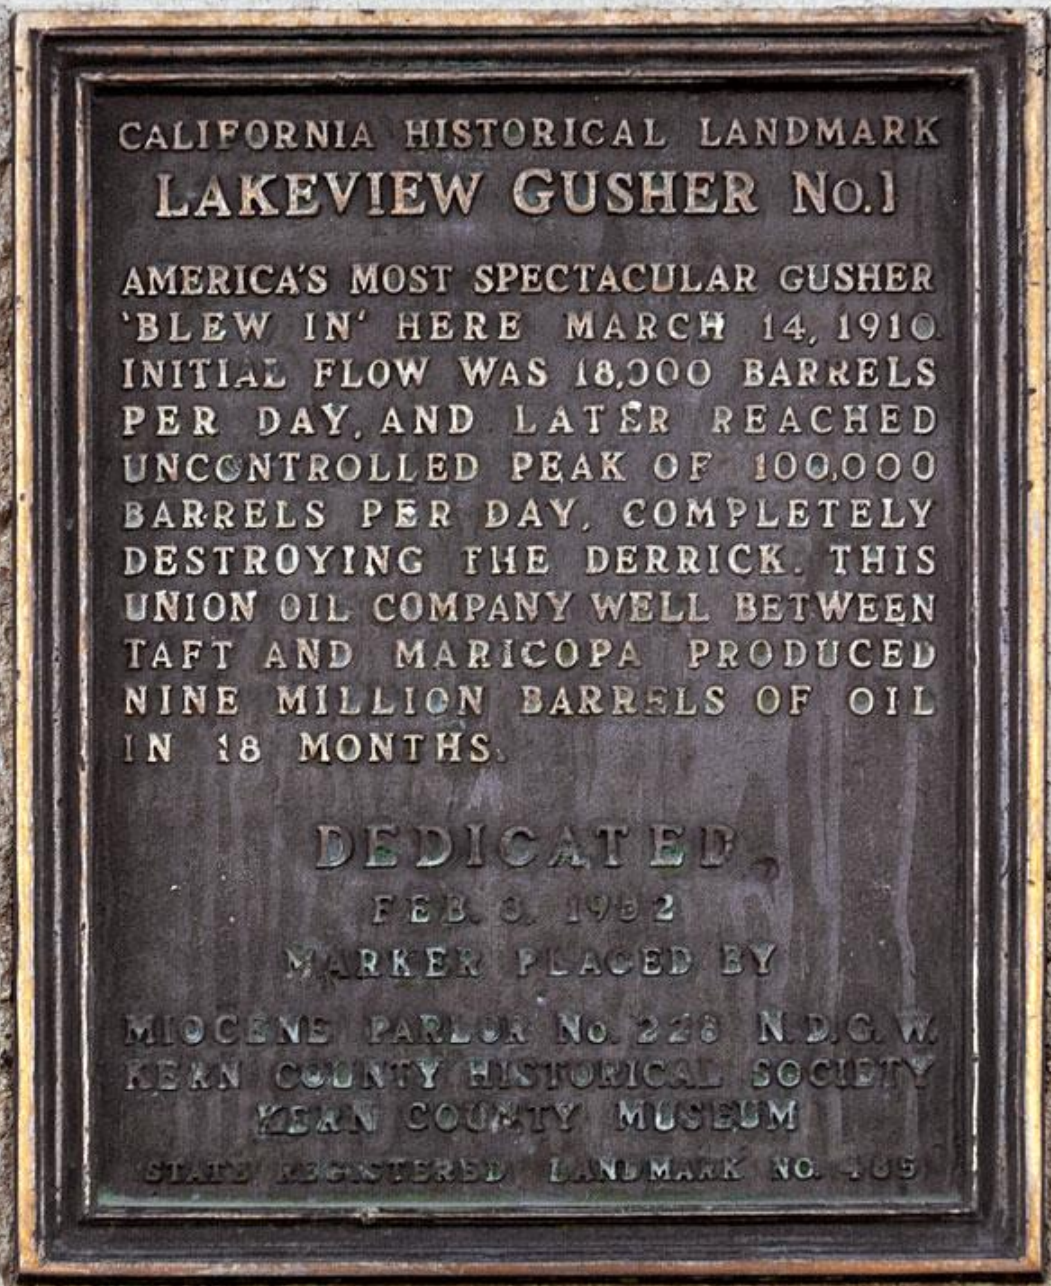 CALIFORNIA HISTORICAL LANDMARK
LAKEVIEW GUSHER No.1
AMERICA'S MOST SPECTACULAR GUSHER
'BLEW IN' HERE MARCH 14, 1910.
INITIAL FLOW WAS 18,000 BARRELS
PER DAY, AND LATER REACHED
UNCONTROLLED PEAK OF 100,000
BARRELS PER DAY, COMPLETELY
DESTROYING THE DERRICK. THIS
UNION OIL COMPANY WELL BETWEEN
TAFT AND MARICOPA PRODUCED
NINE MILLION BARRELS OF OIL
IN 18 MONTHS.
DEDICATED
FEB. 3, 1952
MARKER PLACED BY
MIOCENE PARLOR No. 228 N.D.G.W.
KERN COUNTY HISTORICAL SOCIETY
KERN COUNTY MUSEUM
STATE REGISTERED LANDMARK NO. 485